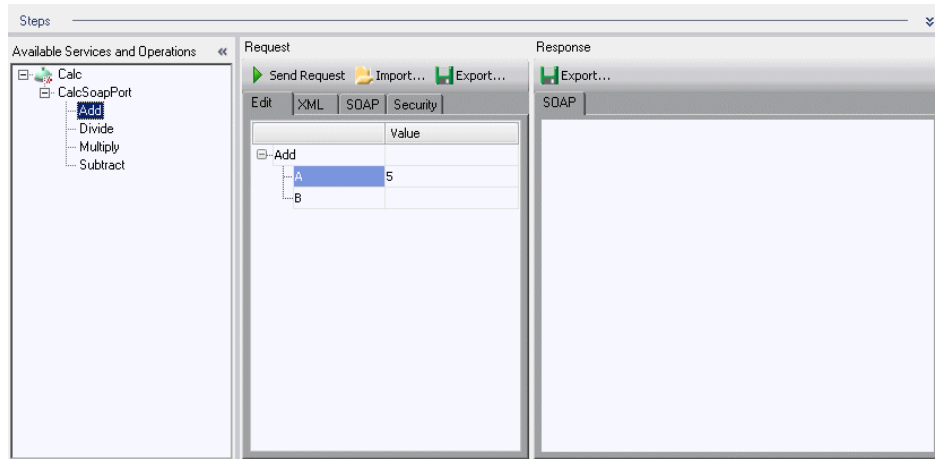 Steps
Available Services and Operations
Calc
CalcSoapPort
Add
Divide
Multiply
Subtract
Request
Send Request Import... Export...
Edit XML SOAP Security
Value
Add
A 5
B
Response
Export...
SOAP